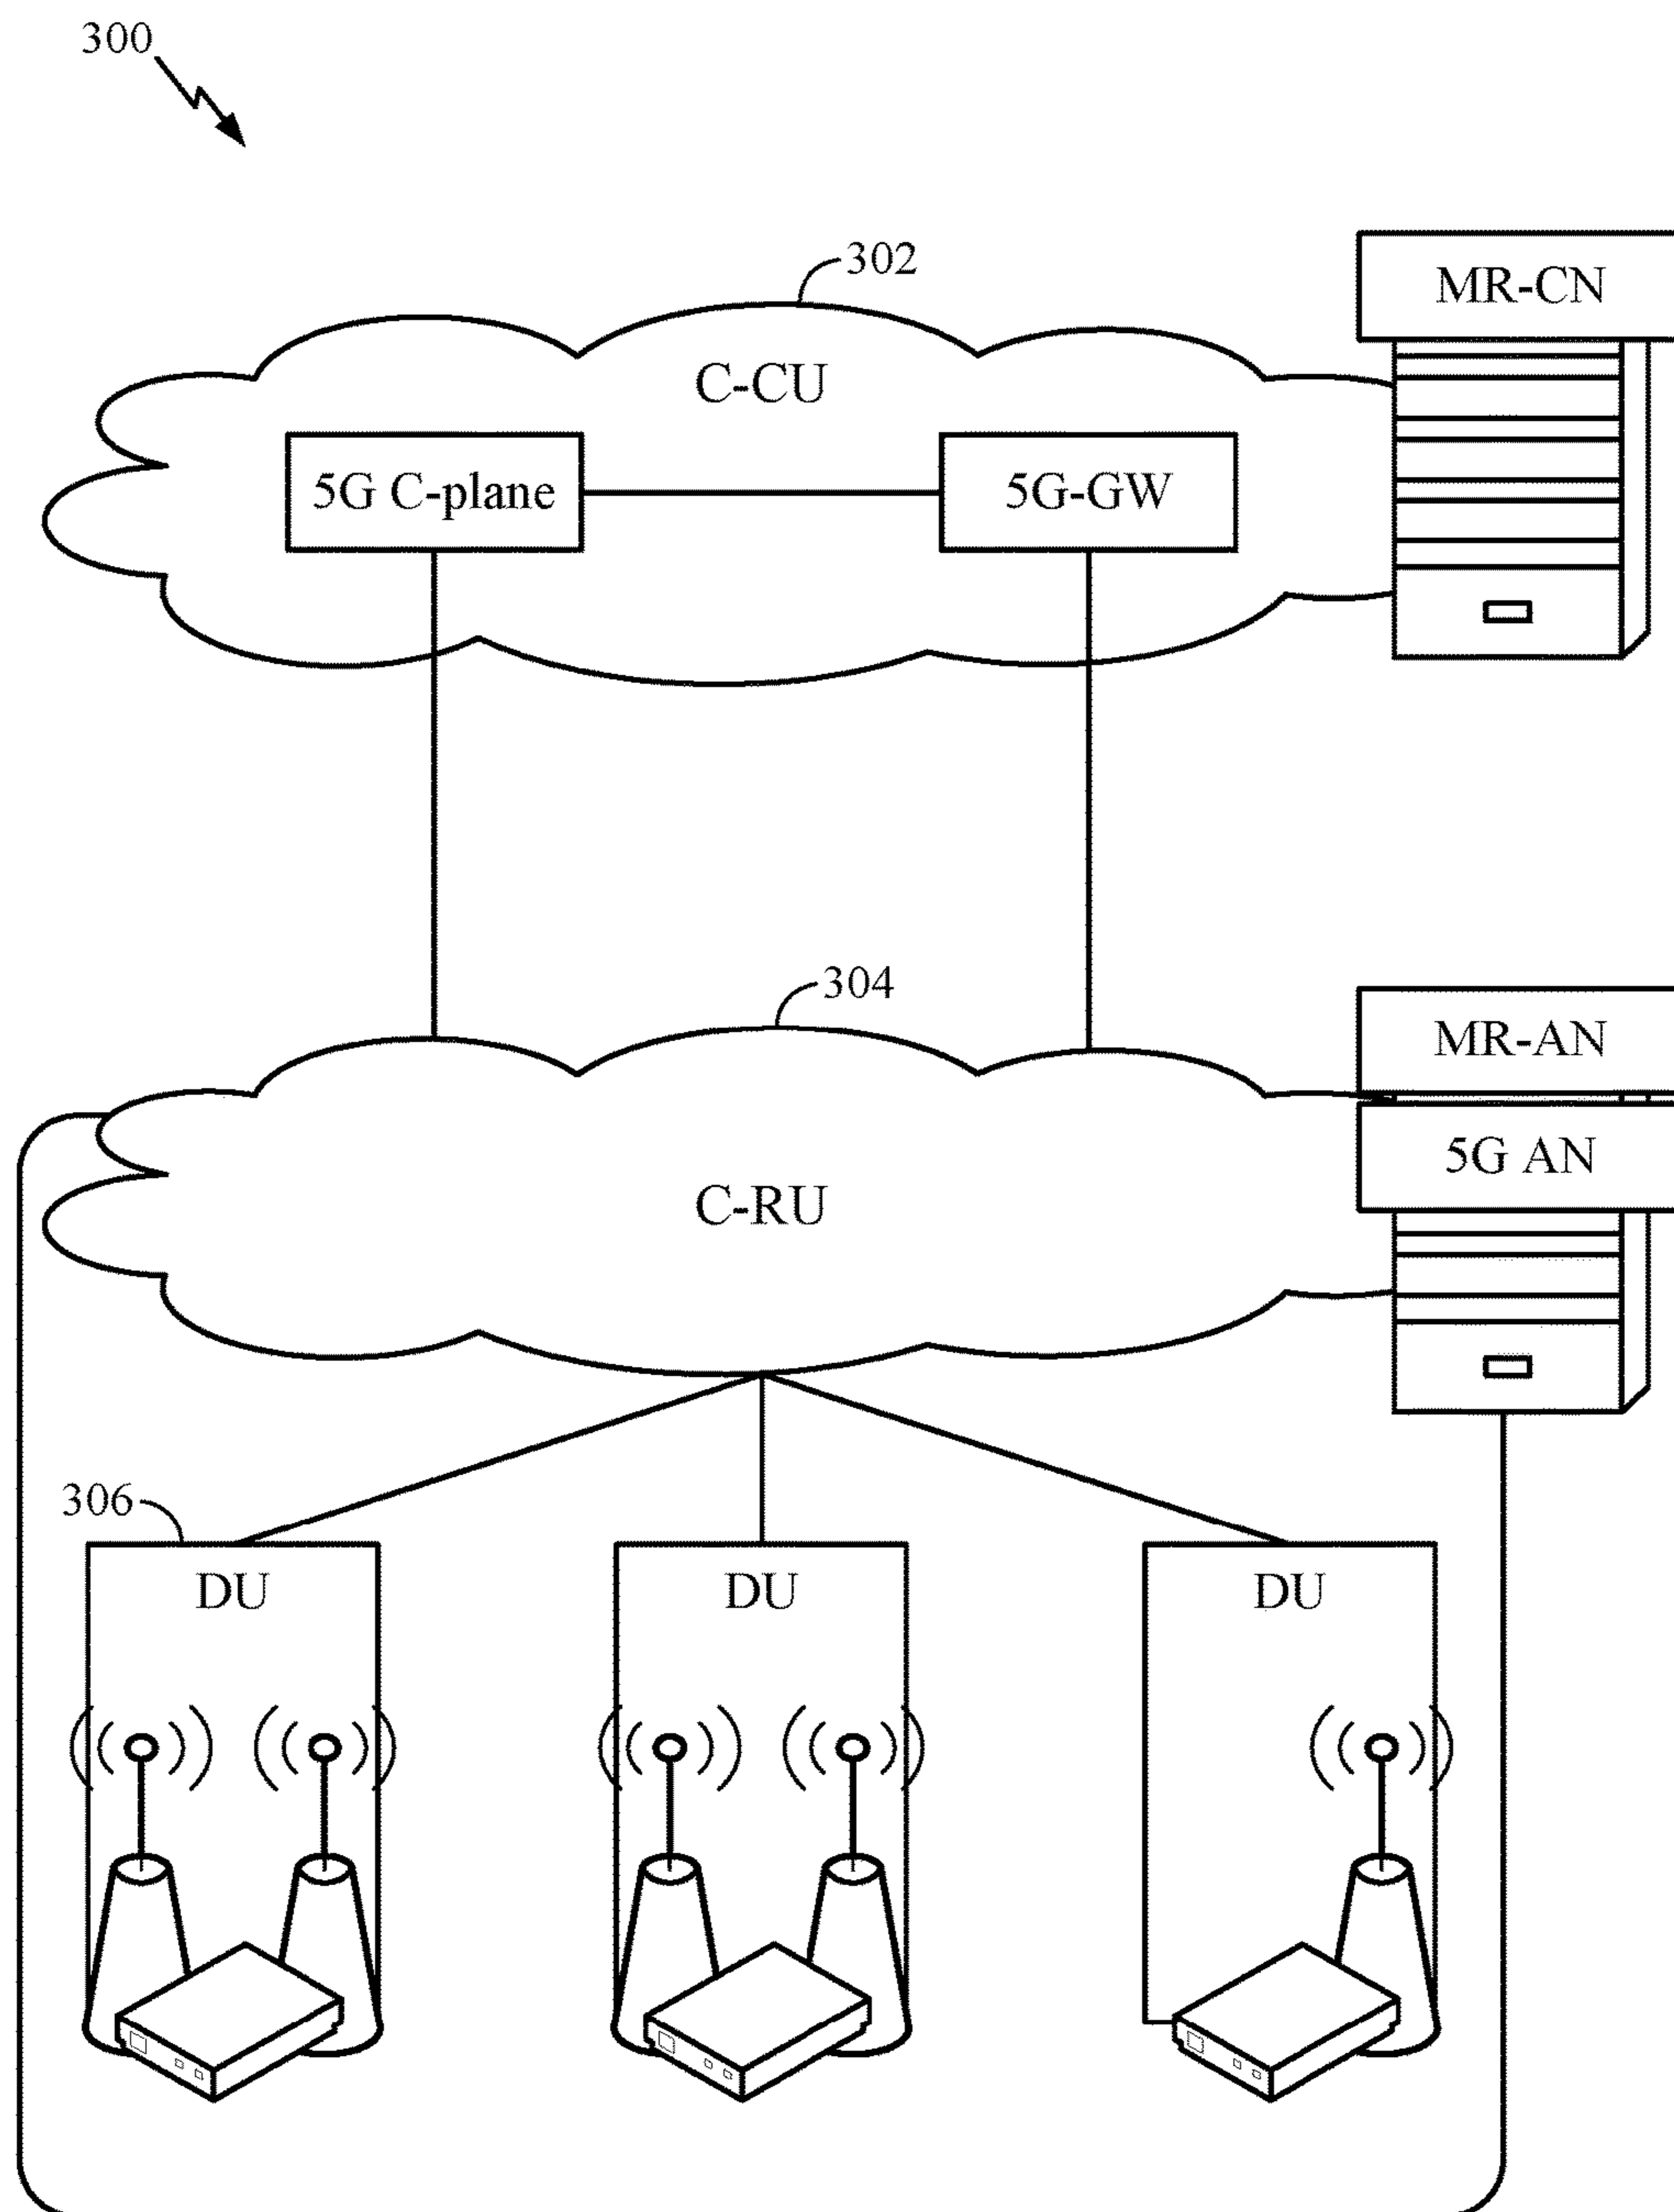 300
302
MR-CN
C-CU
5G C-plane
5G-GW
304
MR-AN
5G AN
C-RU
306
DU
DU
DU